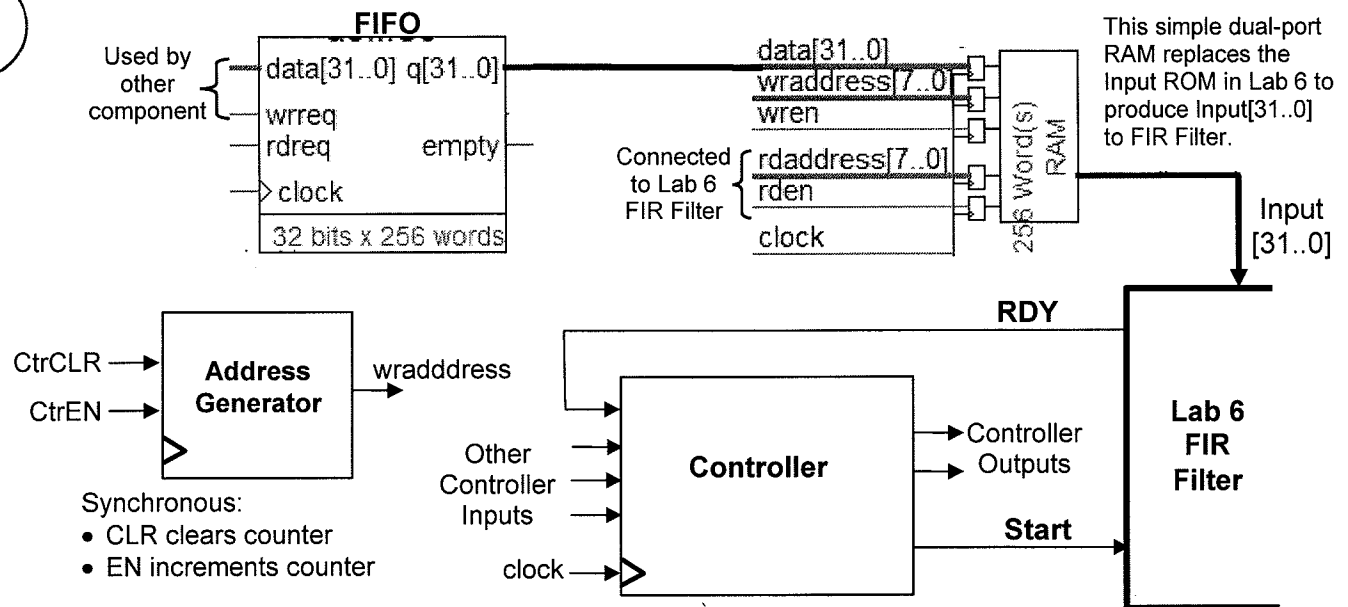 FIFO
Used by
other
component
data[31..0] q[31..0]
wrreq
rdreq empty
clock
32 bits x 256 words
data[31..0]
wraddress[7..0]
wren
Connected
to Lab 6
FIR Filter
rdaddress[7..0]
rden
clock
256 Word(s)
RAM
This simple dual-port
RAM replaces the
Input ROM in Lab 6 to
produce Input[31..0]
to FIR Filter.
Input
[31..0]
CtrCLR
CtrEN
Address
Generator
wradddress
Synchronous:
• CLR clears counter
• EN increments counter
RDY
Other
Controller
Inputs
clock
Controller
Controller
Outputs
Start
Lab 6
FIR
Filter